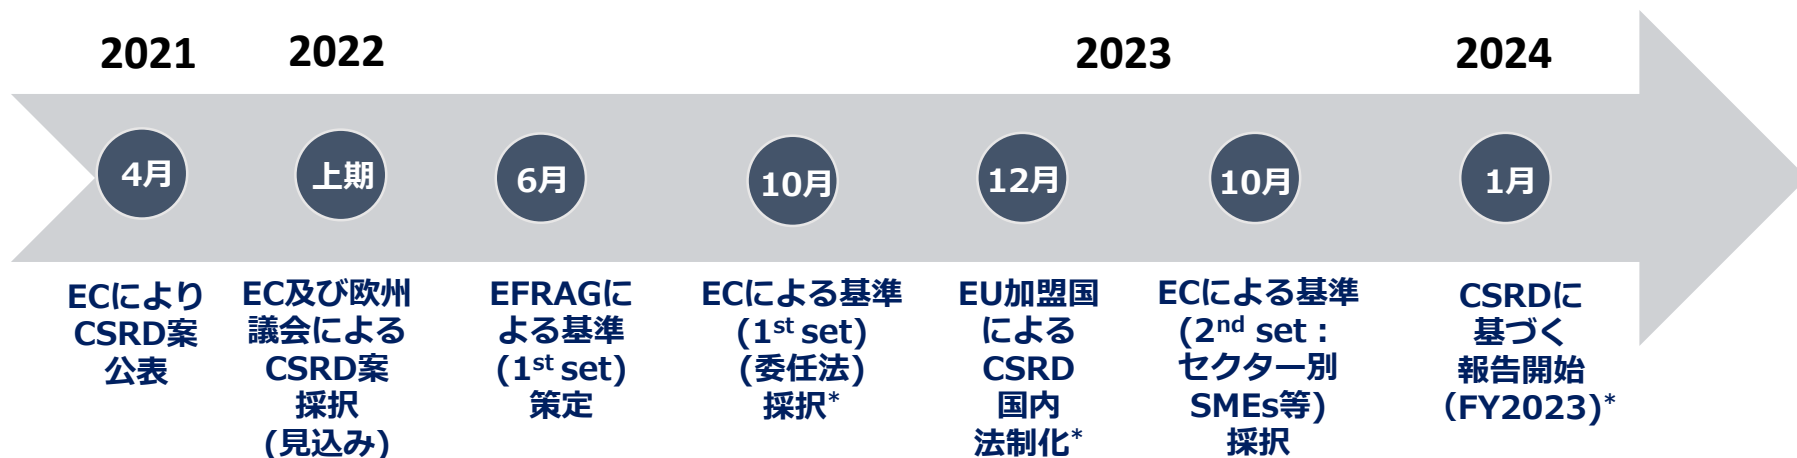 2021
2022
2023
2024
4月
上期
6月
10月
12月
10月
1月
ECにより
CSRD案
公表
EC及び欧州
議会による
CSRD案
採択
(見込み)
EFRAGに
よる基準
(1st set)
策定
ECによる基準
(1st set)
(委任法)
採択*
EU加盟国
による
CSRD
国内
法制化*
ECによる基準
(2nd set：
セクター別
SMEs等)
採択
CSRDに
基づく
報告開始
（FY2023)*